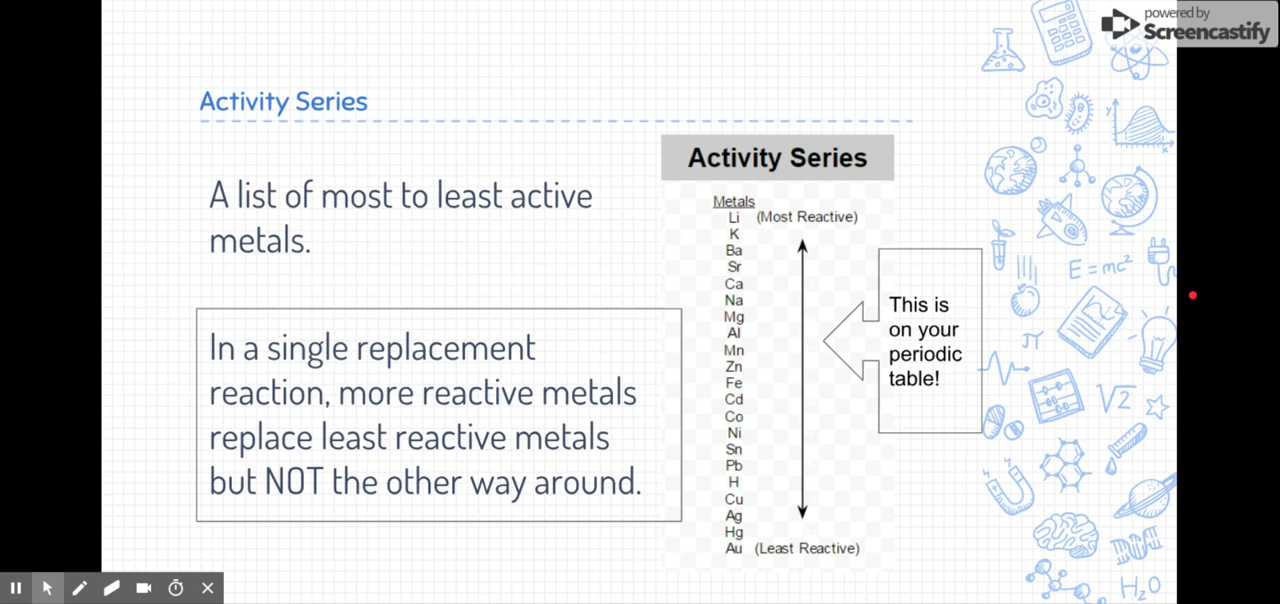 powered by
Screencastify
Activity Series
A list of most to least active
metals.
In a single replacement
reaction, more reactive metals
replace least reactive metals
but NOT the other way around.
Activity Series
Metals
Li (Most Reactive)
K
Ba
Sr
Ca
Na
Mg
Al
Mn
Zn
Fe
Cd
Co
Ni
Sn
Pb
H
Cu
Ag
Hg
Au (Least Reactive)
This is
on your
periodic
table!
y
x
E=mc²
π
√2
H₂O